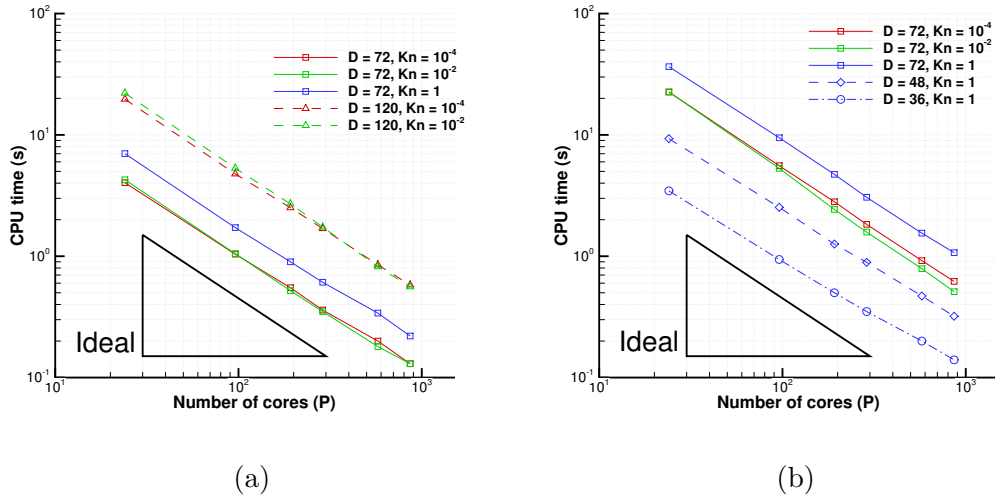 10²
10¹
10⁰
10⁻¹
CPU time (s)
D = 72, Kn = 10⁻⁴
D = 72, Kn = 10⁻²
D = 72, Kn = 1
D = 120, Kn = 10⁻⁴
D = 120, Kn = 10⁻²
Ideal
10¹ 10² 10³
Number of cores (P)
(a)
10²
10¹
10⁰
10⁻¹
CPU time (s)
D = 72, Kn = 10⁻⁴
D = 72, Kn = 10⁻²
D = 72, Kn = 1
D = 48, Kn = 1
D = 36, Kn = 1
Ideal
10¹ 10² 10³
Number of cores (P)
(b)